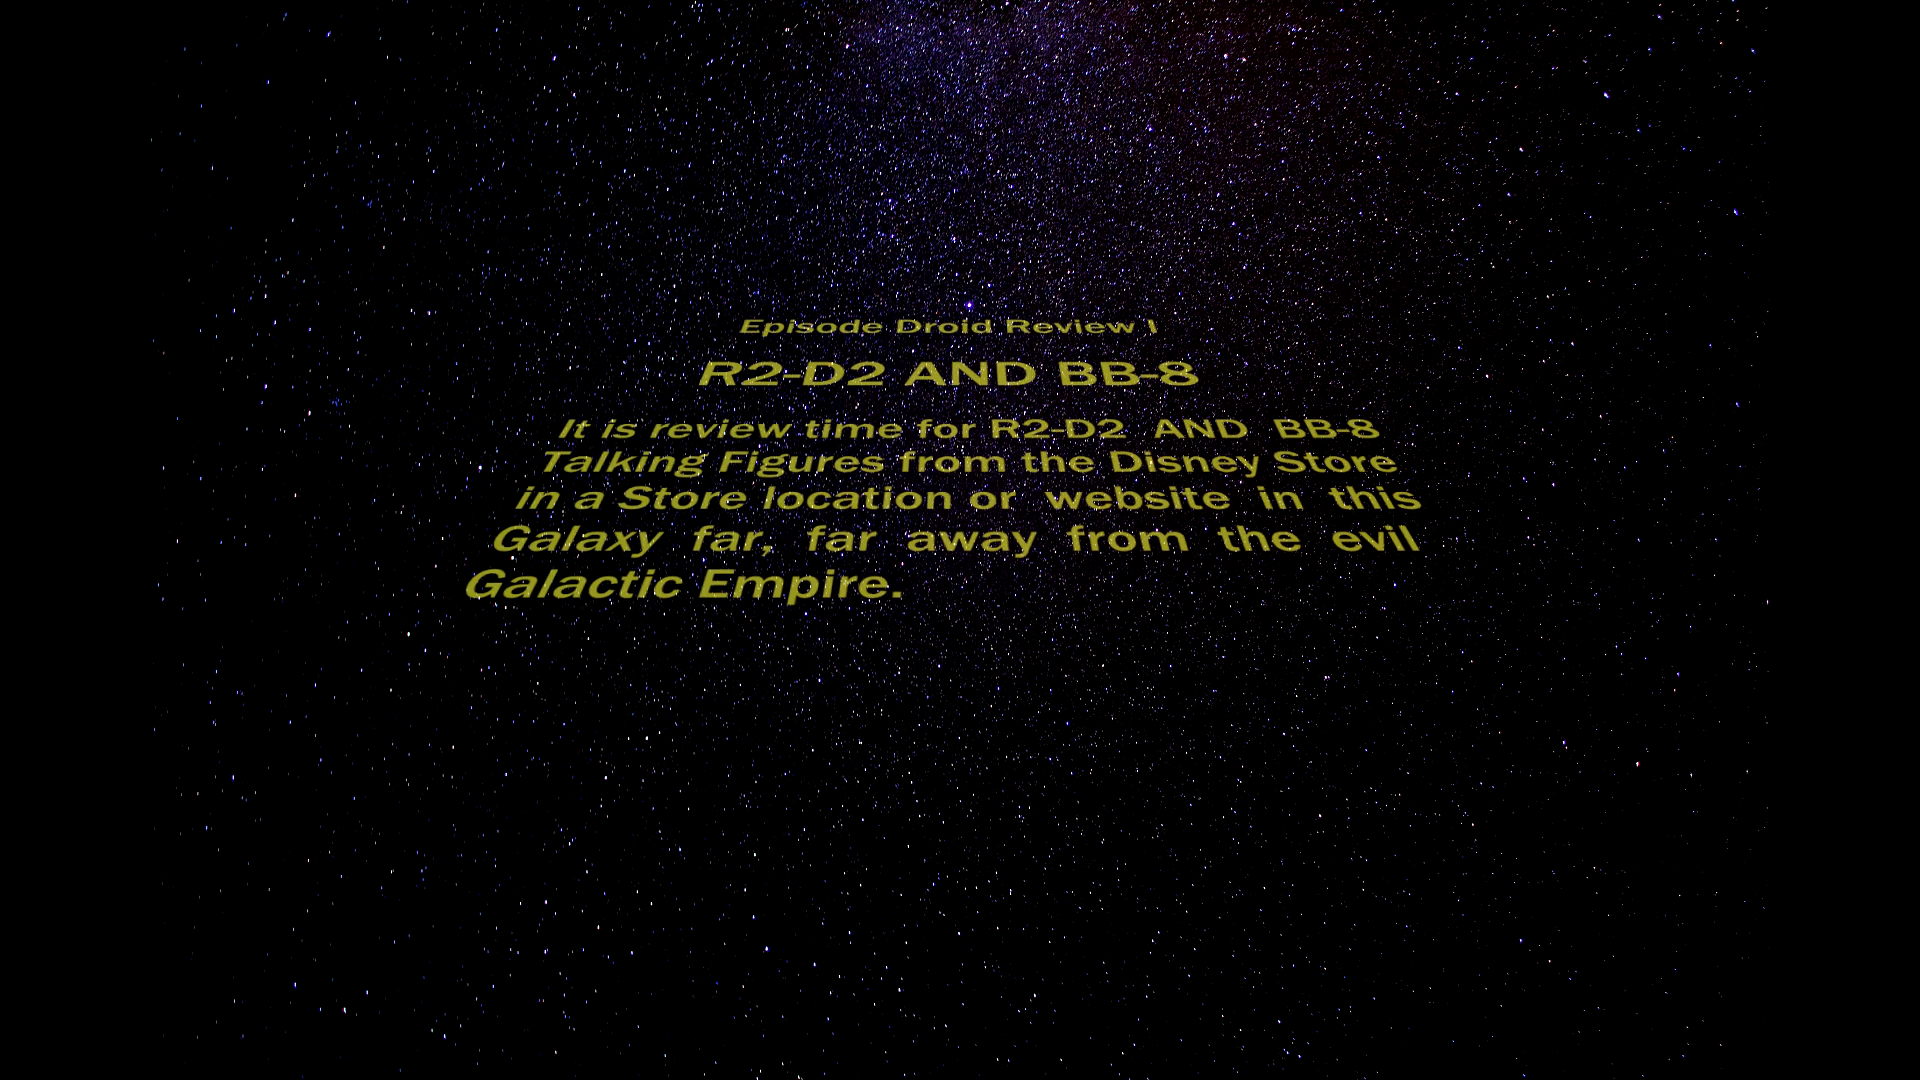 Episode Droid Review I
R2-D2 AND BB-8
It is review time for R2-D2 AND BB-8
Talking Figures from the Disney Store
in a Store location or website in this
Galaxy far, far away from the evil
Galactic Empire.